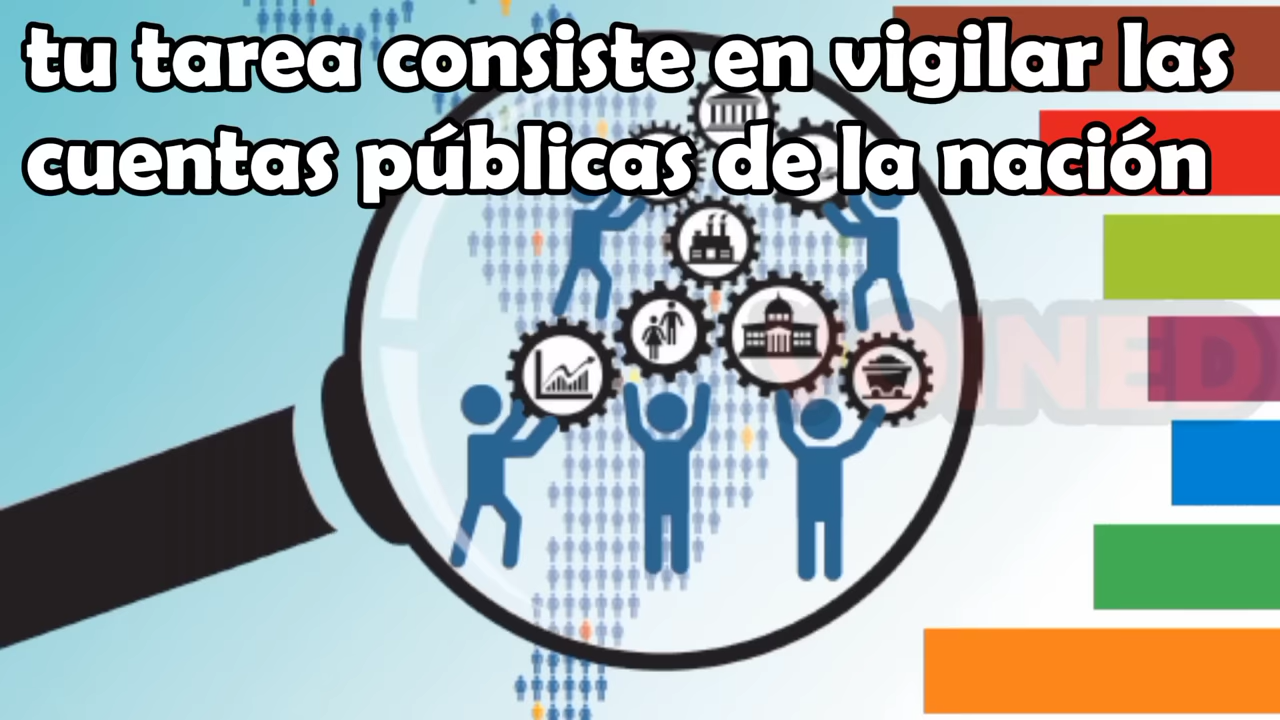 tu tarea consiste en vigilar las
cuentas públicas de la nación